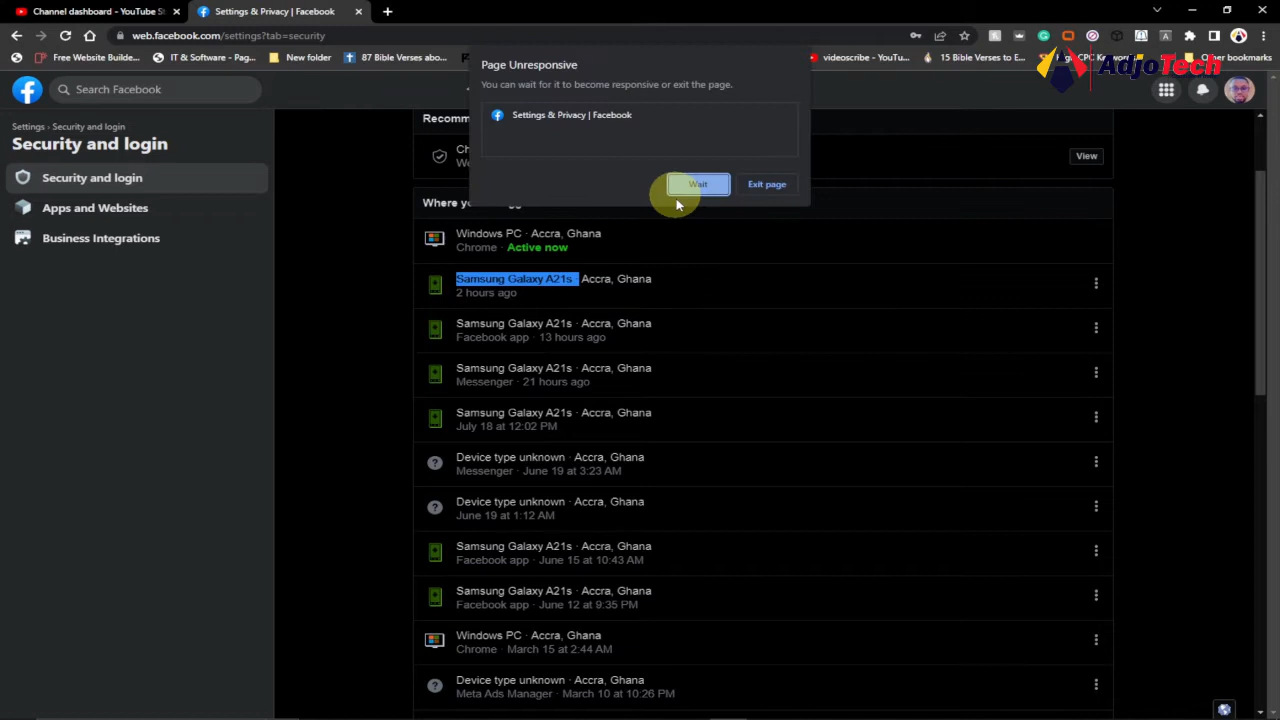 Channel dashboard - YouTube St
Settings & Privacy | Facebook
web.facebook.com/settings?tab=security
Free Website Builde...
IT & Software - Pag...
New folder
87 Bible Verses to...
videoscribe - YouTu...
15 Bible Verses to E...
High CPC Keyword...
Other bookmarks
AdjoTech
Search Facebook
Page Unresponsive
You can wait for it to become responsive or exit the page.
Settings & Privacy | Facebook
Wait
Exit page
Settings › Security and login
Security and login
Security and login
Apps and Websites
Business Integrations
Recomm
Ch
We
View
Where yo
Windows PC · Accra, Ghana
Chrome · Active now
Samsung Galaxy A21s · Accra, Ghana
2 hours ago
Samsung Galaxy A21s · Accra, Ghana
Facebook app · 13 hours ago
Samsung Galaxy A21s · Accra, Ghana
Messenger · 21 hours ago
Samsung Galaxy A21s · Accra, Ghana
July 18 at 12:02 PM
Device type unknown · Accra, Ghana
Messenger · June 19 at 3:23 AM
Device type unknown · Accra, Ghana
June 19 at 1:12 AM
Samsung Galaxy A21s · Accra, Ghana
Facebook app · June 15 at 10:43 AM
Samsung Galaxy A21s · Accra, Ghana
Facebook app · June 12 at 9:35 PM
Windows PC · Accra, Ghana
Chrome · March 15 at 2:44 AM
Device type unknown · Accra, Ghana
Meta Ads Manager · March 10 at 10:26 PM